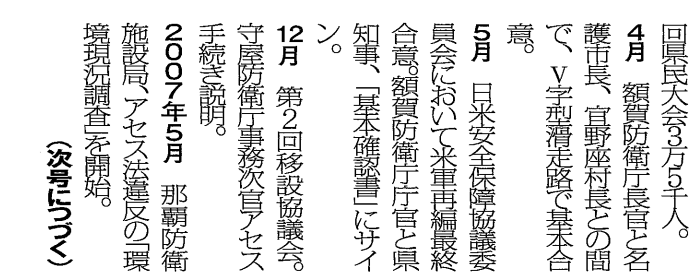 回県民大会3万5千人。
4月　額賀防衛庁長官と名
護市長、宜野座村長との間
で、V字型滑走路で基本合
意。
5月　日米安全保障協議委
員会において米軍再編最終
合意。額賀防衛庁庁官と県
知事、「基本確認書」にサイ
ン。
12月　第2回移設協議会。
守屋防衛庁事務次官アセス
手続き説明。
2007年5月　那覇防衛
施設局、アセス法違反の「環
境現況調査」を開始。
（次号につづく）